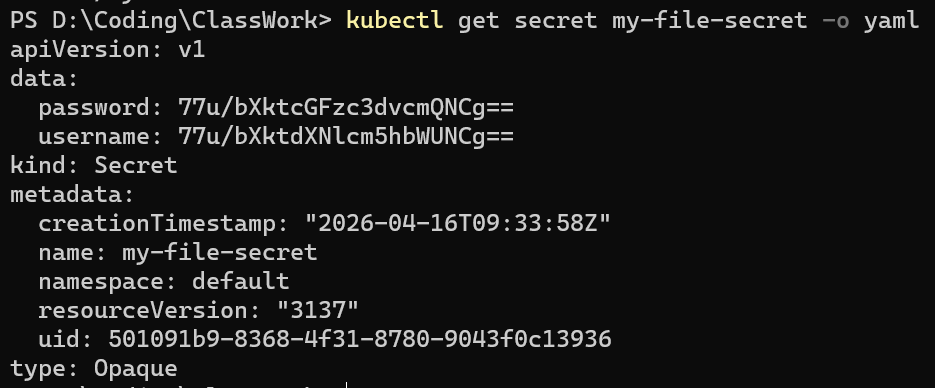 PS D:\Coding\ClassWork> kubectl get secret my-file-secret -o yaml
apiVersion: v1
data:
  password: 77u/bXktcGFzc3dvcmQNCg==
  username: 77u/bXktdXNlcm5hbWUNCg==
kind: Secret
metadata:
  creationTimestamp: "2026-04-16T09:33:58Z"
  name: my-file-secret
  namespace: default
  resourceVersion: "3137"
  uid: 501091b9-8368-4f31-8780-9043f0c13936
type: Opaque